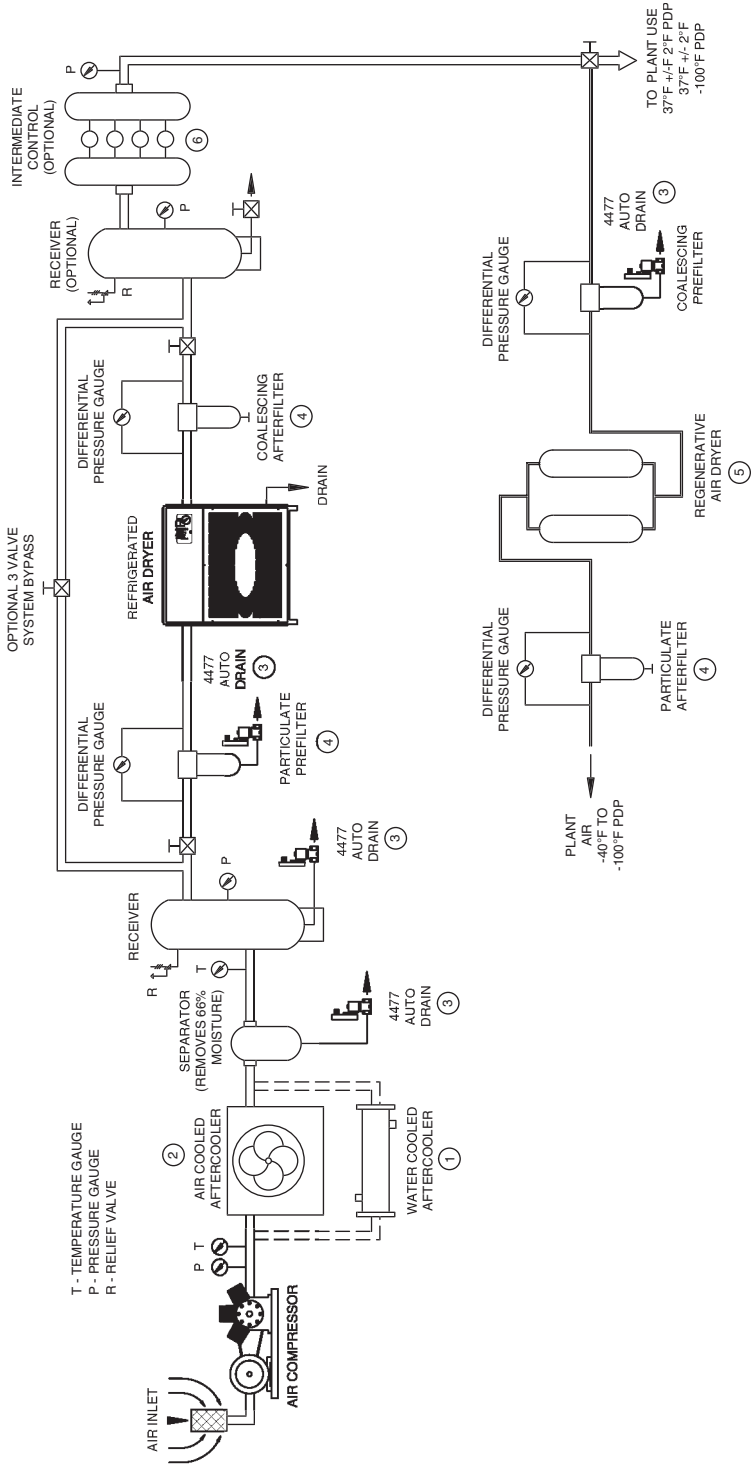 AIR INLET
AIR COMPRESSOR
T - TEMPERATURE GAUGE
P - PRESSURE GAUGE
R - RELIEF VALVE
P
T
2
AIR COOLED
AFTERCOOLER
WATER COOLED
AFTERCOOLER
1
SEPARATOR
(REMOVES 66%
MOISTURE)
4477
AUTO
DRAIN
3
T
R
RECEIVER
P
4477
AUTO
DRAIN
3
OPTIONAL 3 VALVE
SYSTEM BYPASS
DIFFERENTIAL
PRESSURE GAUGE
PARTICULATE
PREFILTER
4
4477
AUTO
DRAIN
3
REFRIGERATED
AIR DRYER
DRAIN
DIFFERENTIAL
PRESSURE GAUGE
COALESCING
AFTERFILTER
4
RECEIVER
(OPTIONAL)
R
P
INTERMEDIATE
CONTROL
(OPTIONAL)
6
P
PLANT
AIR
-40°F TO
-100°F PDP
DIFFERENTIAL
PRESSURE GAUGE
PARTICULATE
AFTERFILTER
4
REGENERATIVE
AIR DRYER
5
DIFFERENTIAL
PRESSURE GAUGE
4477
AUTO
DRAIN
3
COALESCING
PREFILTER
TO PLANT USE
37°F +/-F 2°F PDP
37°F +/- 2°F
-100°F PDP